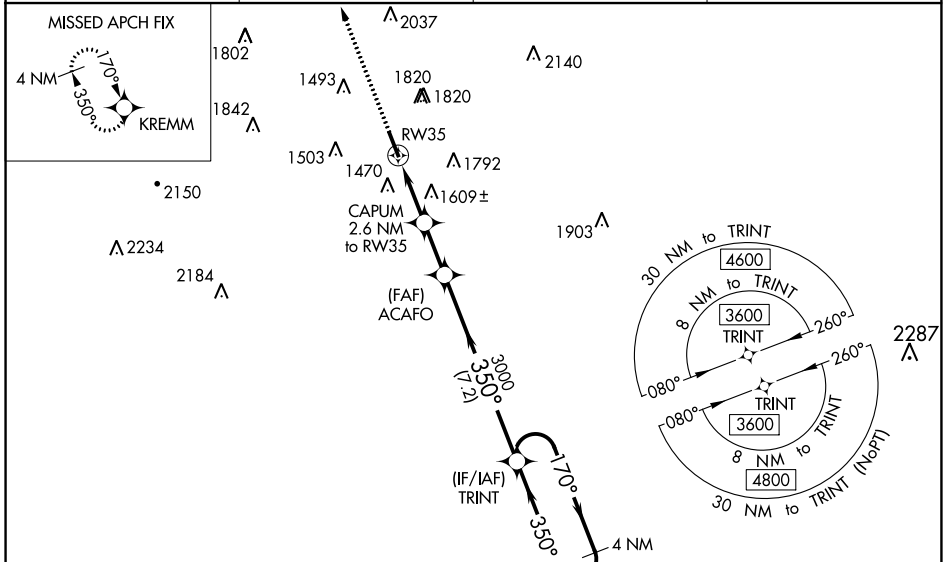 MISSED APCH FIX
4 NM
170°
350°
KREMM
1802
1842
2037
2140
1493
1820
1820
RW35
1503
1470
1792
1609±
2150
CAPUM
2.6 NM
to RW35
1903
2234
2184
(FAF)
ACAFO
3000
350°
(7.2)
(IF/IAF)
TRINT
170°
350°
4 NM
30 NM to TRINT
4600
8 NM to TRINT
3600
TRINT
260°
080°
2287
260°
080°
TRINT
3600
8 NM to TRINT
4800
30 NM to TRINT (NoPT)